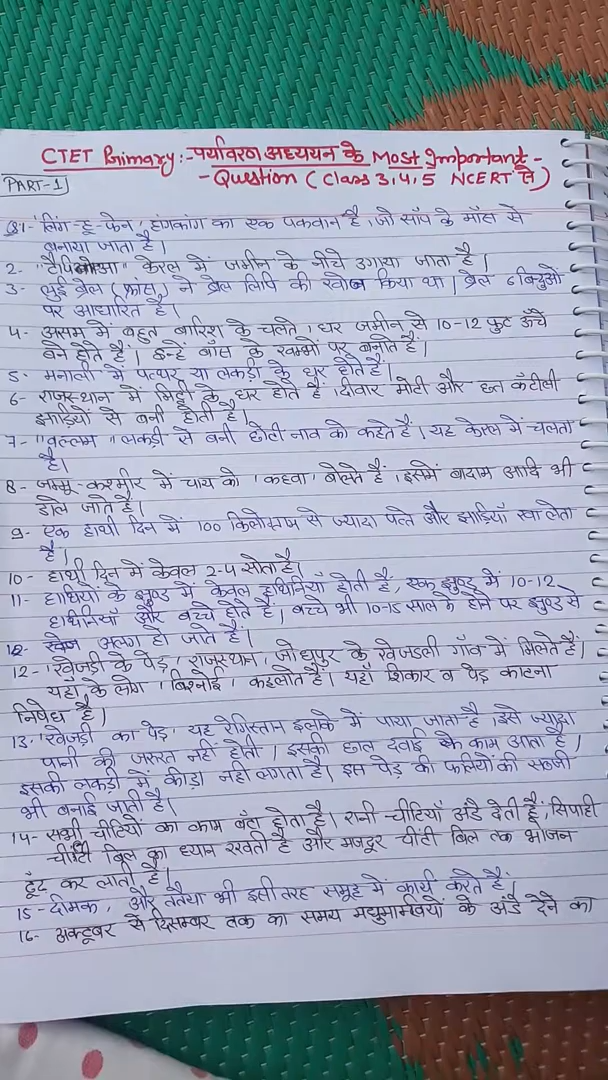 CTET Primary:- पर्यावरण अध्ययन के Most Important -
PART-1
- Question (Class 3,4,5 NCERT से)
Q1- 'लिंग-हू-फेन', हांगकांग का एक पकवान है, जो साँप के माँस से
बनाया जाता है।
2- "टैपिओका" केरल में जमीन के नीचे उगाया जाता है।
3- लुई ब्रेल (फ्रांस) ने ब्रेल लिपि की खोज किया था। ब्रेल 6 बिन्दुओं
पर आधारित है।
4- असम में बहुत बारिश के चलते, घर जमीन से 10-12 फुट ऊँचे
बने होते हैं। इन्हें बाँस के खम्भों पर बनाते हैं।
5- मनाली में पत्थर या लकड़ी के घर होते हैं।
6- राजस्थान में मिट्टी के घर होते हैं, दीवार मोटी और छत कँटीली
झाड़ियों से बनी होती है।
7- "वल्लम" लकड़ी से बनी छोटी नाव को कहते हैं। यह केरल में चलता
है।
8- जम्मू-कश्मीर में चाय को 'कहवा' बोलते हैं। इसमें बादाम आदि भी
डाले जाते हैं।
9- एक हाथी दिन में 100 किलोग्राम से ज्यादा पत्ते और झाड़ियाँ खा लेता
है।
10- हाथी दिन में केवल 2-4 सोता है।
11- हाथियों के झुण्ड में केवल हथिनियाँ होती है, एक झुण्ड में 10-12
हाथिनियाँ और बच्चे होते हैं। बच्चे भी 10-15 साल के होने पर झुण्ड से
12- खेज अलग हो जाते है।
12- 'खेजड़ी के पेड़', राजस्थान, जोधपुर के खेजडली गाँव में मिलते हैं।
यहाँ के लोग 'बिश्नोई' कहलाते हैं। यहाँ शिकार व पेड़ काटना
निषेध है।
13- 'खेजड़ी का पेड़' यह रेगिस्तान इलाके में पाया जाता है। इसे ज्यादा
पानी की जरूरत नहीं होती। इसकी छाल दवाई के काम आता है।
इसकी लकड़ी में कीड़ा नहीं लगता है। इस पेड़ की फलियों की सब्जी
भी बनाई जाती है।
14- सभी चीटियों का काम बँटा होता है। रानी चीटियाँ अंडे देती हैं, सिपाही
चींटी बिल का ध्यान रखती है और मजदूर चींटी बिल तक भोजन
ढूँढ कर लाती है।
15- दीमक, और ततैया भी इसी तरह समूह में कार्य करते हैं।
16- अक्टूबर से दिसम्बर तक का समय मधुमक्खियों के अंडे देने का